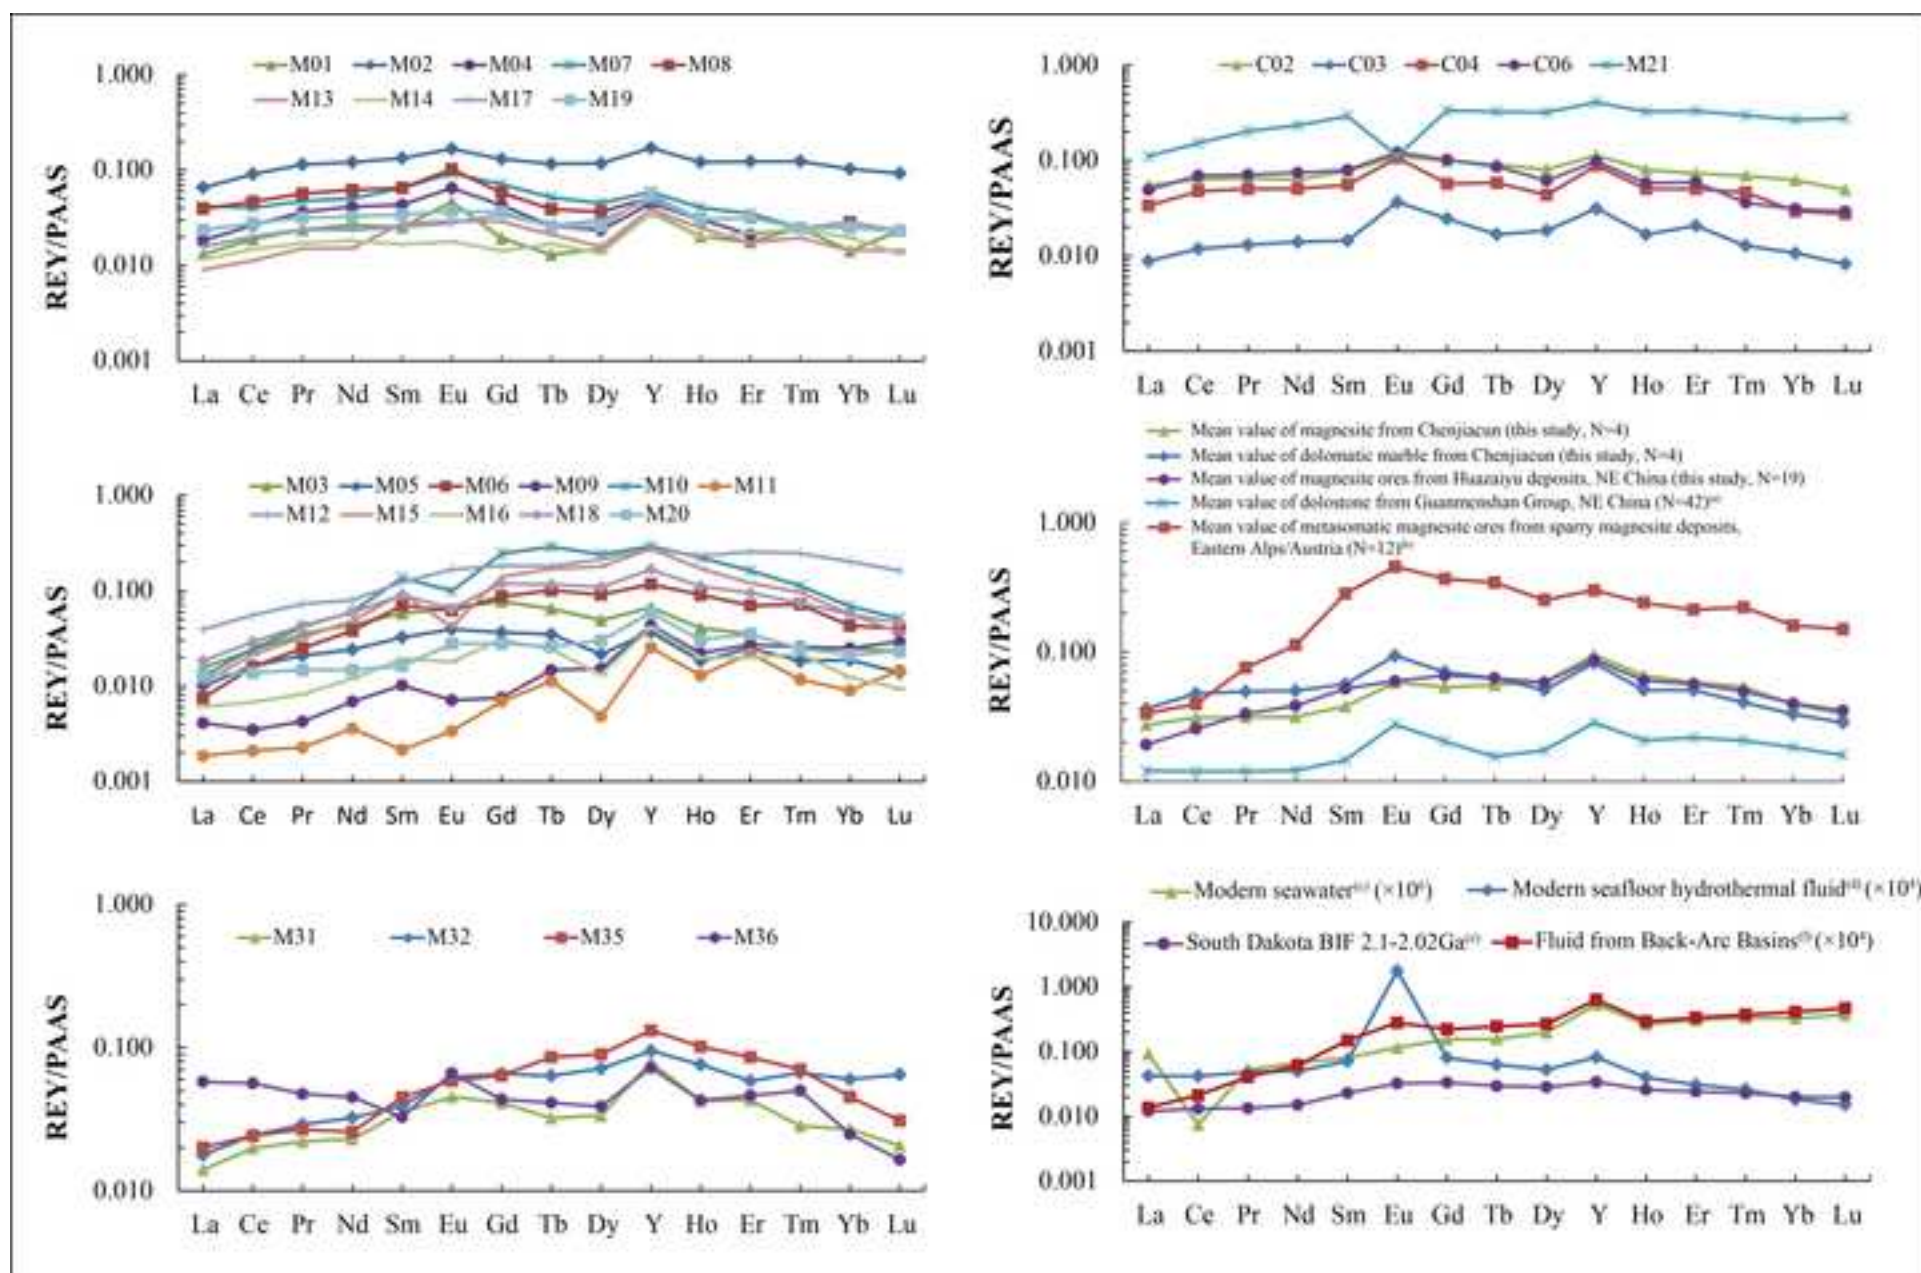 M01 M02 M04 M07 M08
M13 M14 M17 M19
REY/PAAS
1.000
0.100
0.010
0.001
La Ce Pr Nd Sm Eu Gd Tb Dy Y Ho Er Tm Yb Lu
C02 C03 C04 C06 M21
REY/PAAS
1.000
0.100
0.010
0.001
La Ce Pr Nd Sm Eu Gd Tb Dy Y Ho Er Tm Yb Lu
M03 M05 M06 M09 M10 M11
M12 M15 M16 M18 M20
REY/PAAS
1.000
0.100
0.010
0.001
La Ce Pr Nd Sm Eu Gd Tb Dy Y Ho Er Tm Yb Lu
Mean value of magnesite from Chenjiacun (this study, N=4)
Mean value of dolomatic marble from Chenjiacun (this study, N=4)
Mean value of magnesite ores from Huazaiyu deposits, NE China (this study, N=19)
Mean value of dolostone from Guanmenshan Group, NE China (N=42)
Mean value of metasomatic magnesite ores from sparry magnesite deposits,
Eastern Alps/Austria (N=12)
REY/PAAS
1.000
0.100
0.010
La Ce Pr Nd Sm Eu Gd Tb Dy Y Ho Er Tm Yb Lu
M31 M32 M35 M36
REY/PAAS
1.000
0.100
0.010
La Ce Pr Nd Sm Eu Gd Tb Dy Y Ho Er Tm Yb Lu
Modern seawater Modern seafloor hydrothermal fluid
South Dakota BIF 2.1-2.02Ga Fluid from Back-Arc Basins
REY/PAAS
10.000
1.000
0.100
0.010
0.001
La Ce Pr Nd Sm Eu Gd Tb Dy Y Ho Er Tm Yb Lu